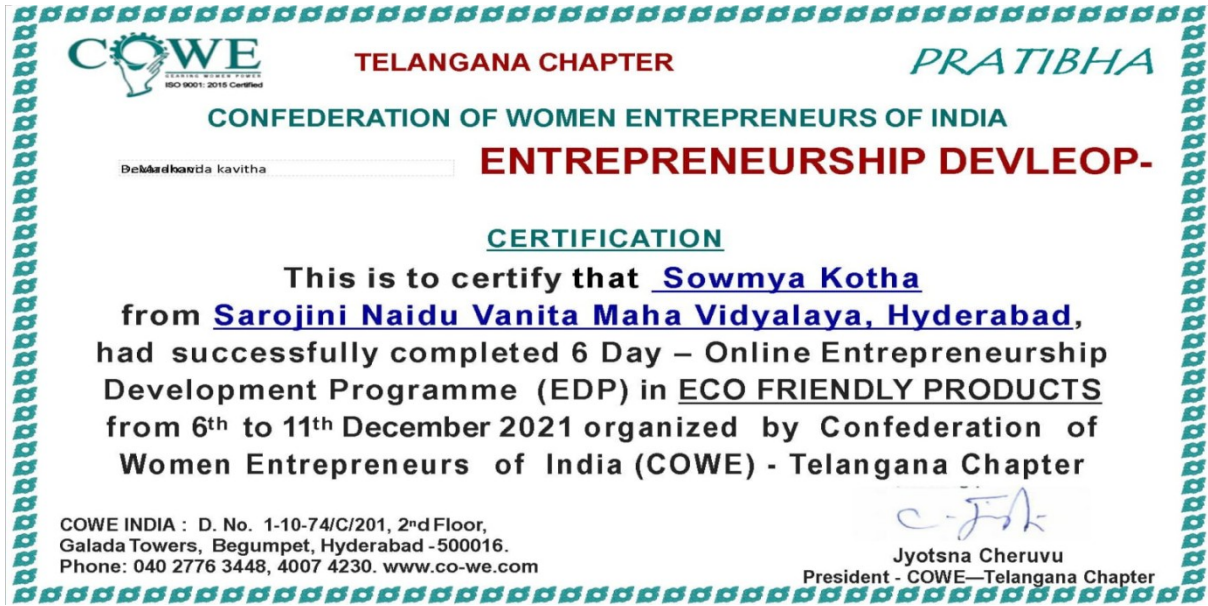 COWE
GEARING WOMEN POWER
ISO 9001: 2015 Certified
TELANGANA CHAPTER
PRATIBHA
CONFEDERATION OF WOMEN ENTREPRENEURS OF INDIA
kavitha
ENTREPRENEURSHIP DEVLEOP-
CERTIFICATION
This is to certify that Sowmya Kotha
from Sarojini Naidu Vanita Maha Vidyalaya, Hyderabad,
had successfully completed 6 Day – Online Entrepreneurship
Development Programme (EDP) in ECO FRIENDLY PRODUCTS
from 6th to 11th December 2021 organized by Confederation of
Women Entrepreneurs of India (COWE) - Telangana Chapter
COWE INDIA : D. No. 1-10-74/C/201, 2nd Floor,
Galada Towers, Begumpet, Hyderabad -500016.
Phone: 040 2776 3448, 4007 4230. www.co-we.com
Jyotsna Cheruvu
President - COWE—Telangana Chapter